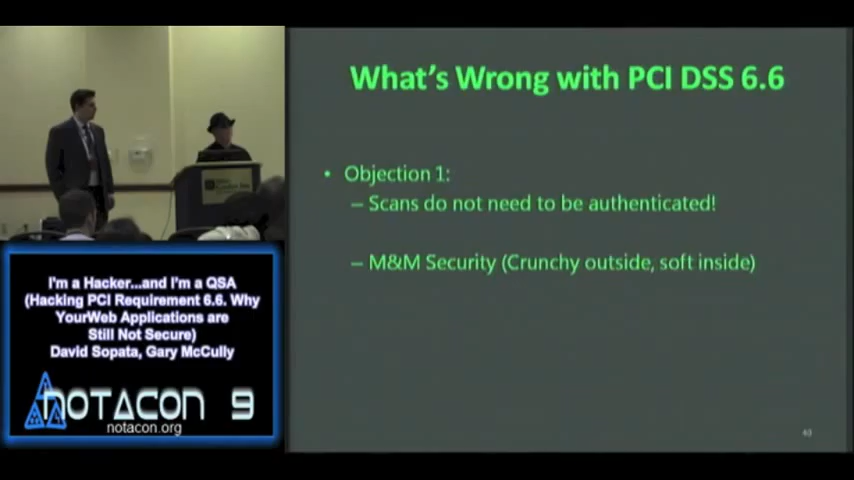 What's Wrong with PCI DSS 6.6
• Objection 1:
– Scans do not need to be authenticated!
– M&M Security (Crunchy outside, soft inside)
63
I'm a Hacker...and I'm a QSA
(Hacking PCI Requirement 6.6. Why
YourWeb Applications are
Still Not Secure)
David Sopata, Gary McCully
NOTACON 9
notacon.org